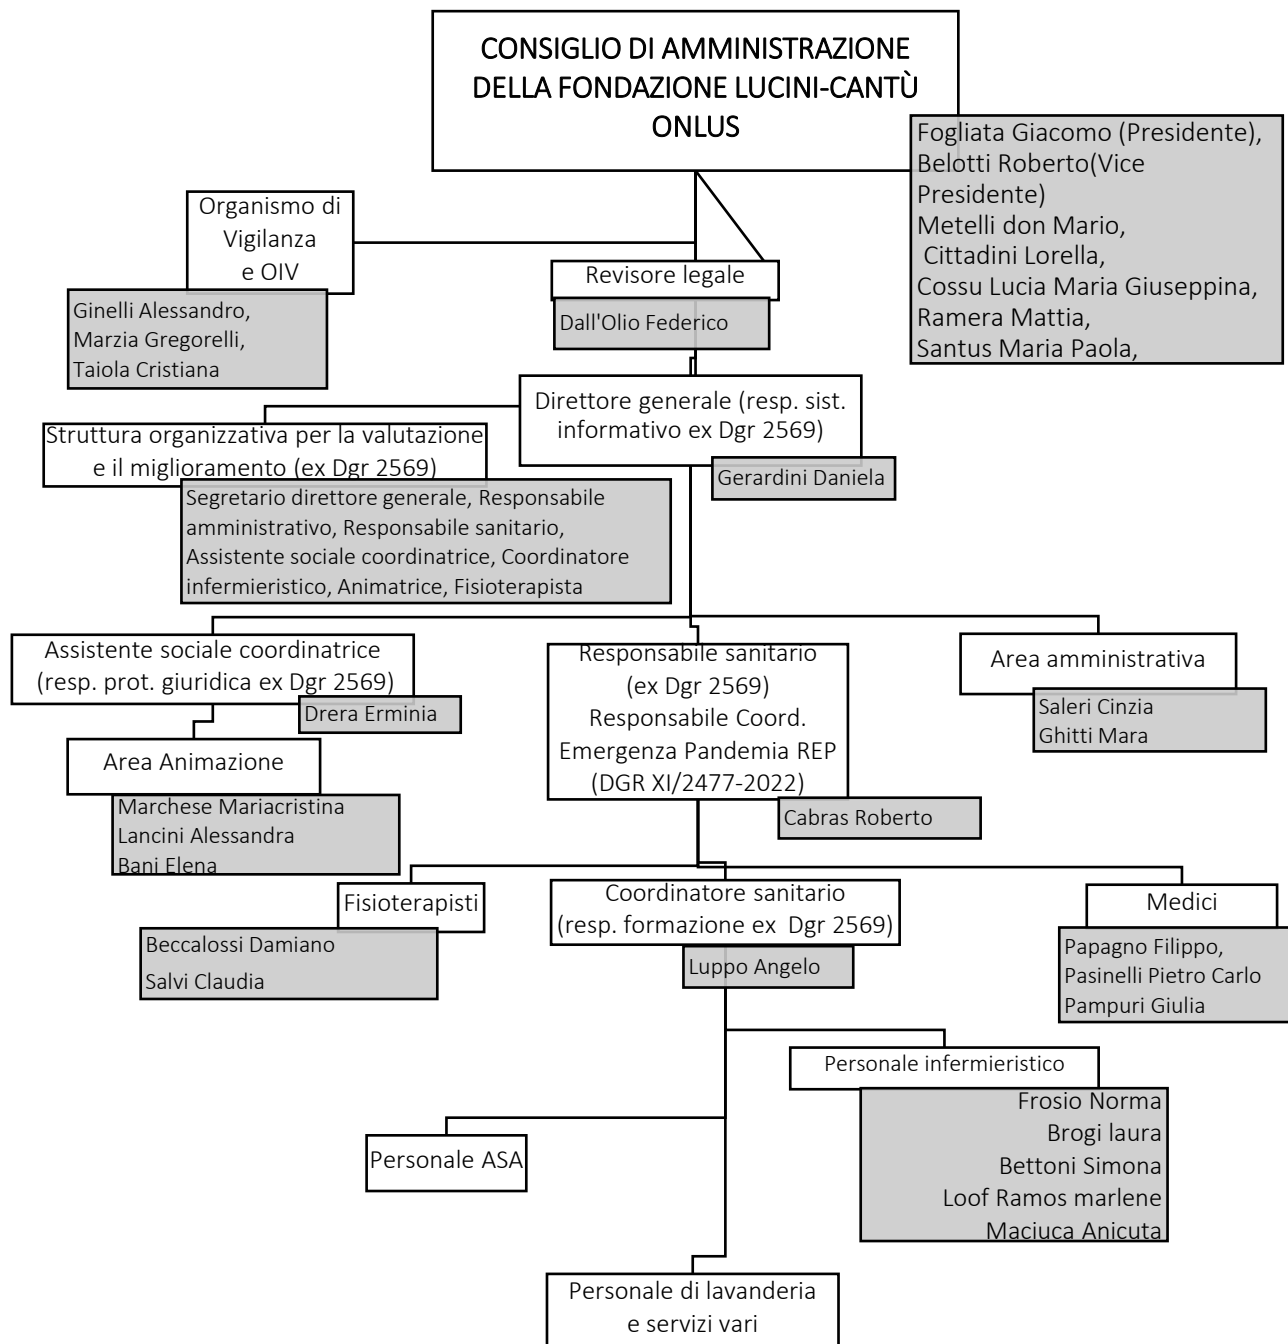 CONSIGLIO DI AMMINISTRAZIONE
DELLA FONDAZIONE LUCINI-CANTÙ
ONLUS
Fogliata Giacomo (Presidente),
Belotti Roberto(Vice
Presidente)
Metelli don Mario,
Cittadini Lorella,
Cossu Lucia Maria Giuseppina,
Ramera Mattia,
Santus Maria Paola,
Organismo di
Vigilanza
e OIV
Ginelli Alessandro,
Marzia Gregorelli,
Taiola Cristiana
Revisore legale
Dall'Olio Federico
Direttore generale (resp. sist.
informativo ex Dgr 2569)
Gerardini Daniela
Struttura organizzativa per la valutazione
e il miglioramento (ex Dgr 2569)
Segretario direttore generale, Responsabile
amministrativo, Responsabile sanitario,
Assistente sociale coordinatrice, Coordinatore
infermieristico, Animatrice, Fisioterapista
Assistente sociale coordinatrice
(resp. prot. giuridica ex Dgr 2569)
Drera Erminia
Area Animazione
Marchese Mariacristina
Lancini Alessandra
Bani Elena
Responsabile sanitario
(ex Dgr 2569)
Responsabile Coord.
Emergenza Pandemia REP
(DGR XI/2477-2022)
Cabras Roberto
Area amministrativa
Saleri Cinzia
Ghitti Mara
Fisioterapisti
Beccalossi Damiano
Salvi Claudia
Coordinatore sanitario
(resp. formazione ex  Dgr 2569)
Luppo Angelo
Medici
Papagno Filippo,
Pasinelli Pietro Carlo
Pampuri Giulia
Personale infermieristico
Frosio Norma
Brogi laura
Bettoni Simona
Loof Ramos marlene
Maciuca Anicuta
Personale ASA
Personale di lavanderia
e servizi vari